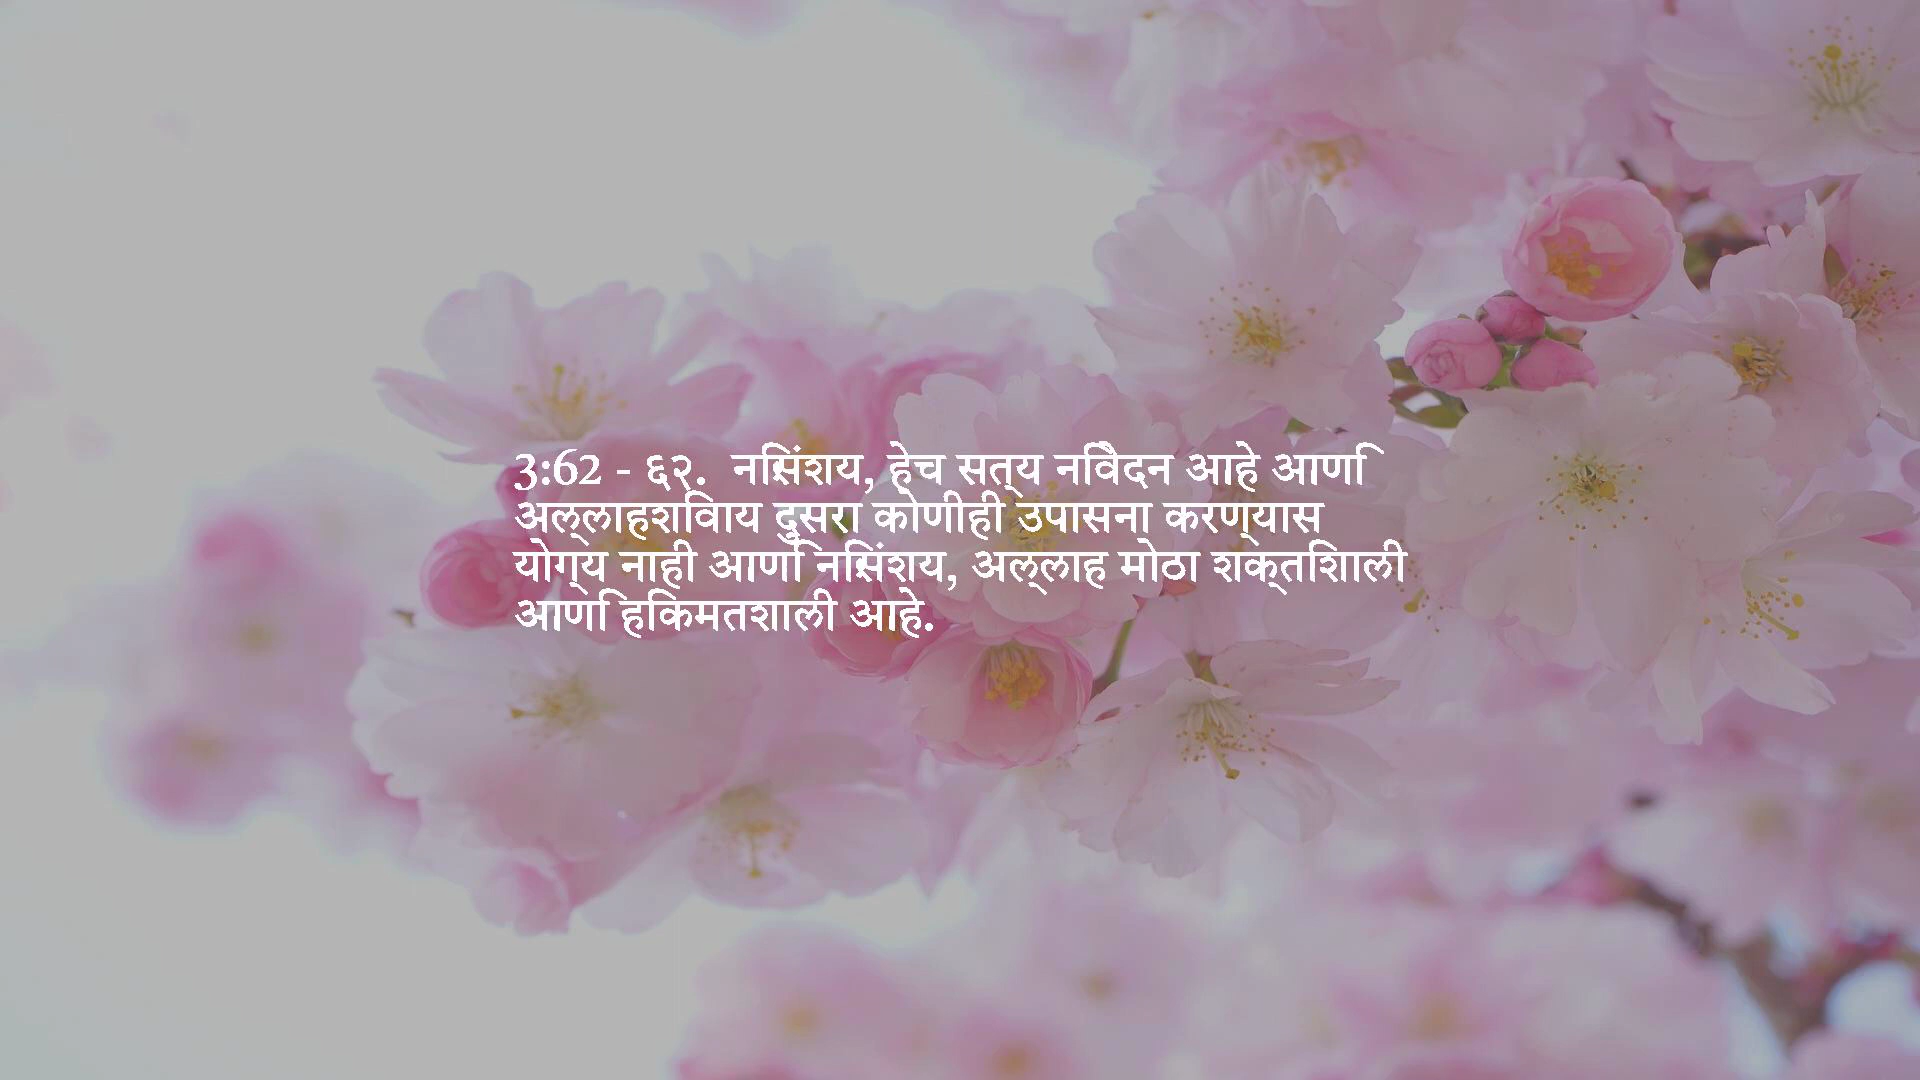 3:62 - ६२.  निसंशय, हेच सत्य निवेदन आहे आणि
अल्लाहशिवाय दुसरा कोणीही उपासना करण्यास
योग्य नाही आणि निसंशय, अल्लाह मोठा शक्तिशाली
आणि हिकमतशाली आहे.